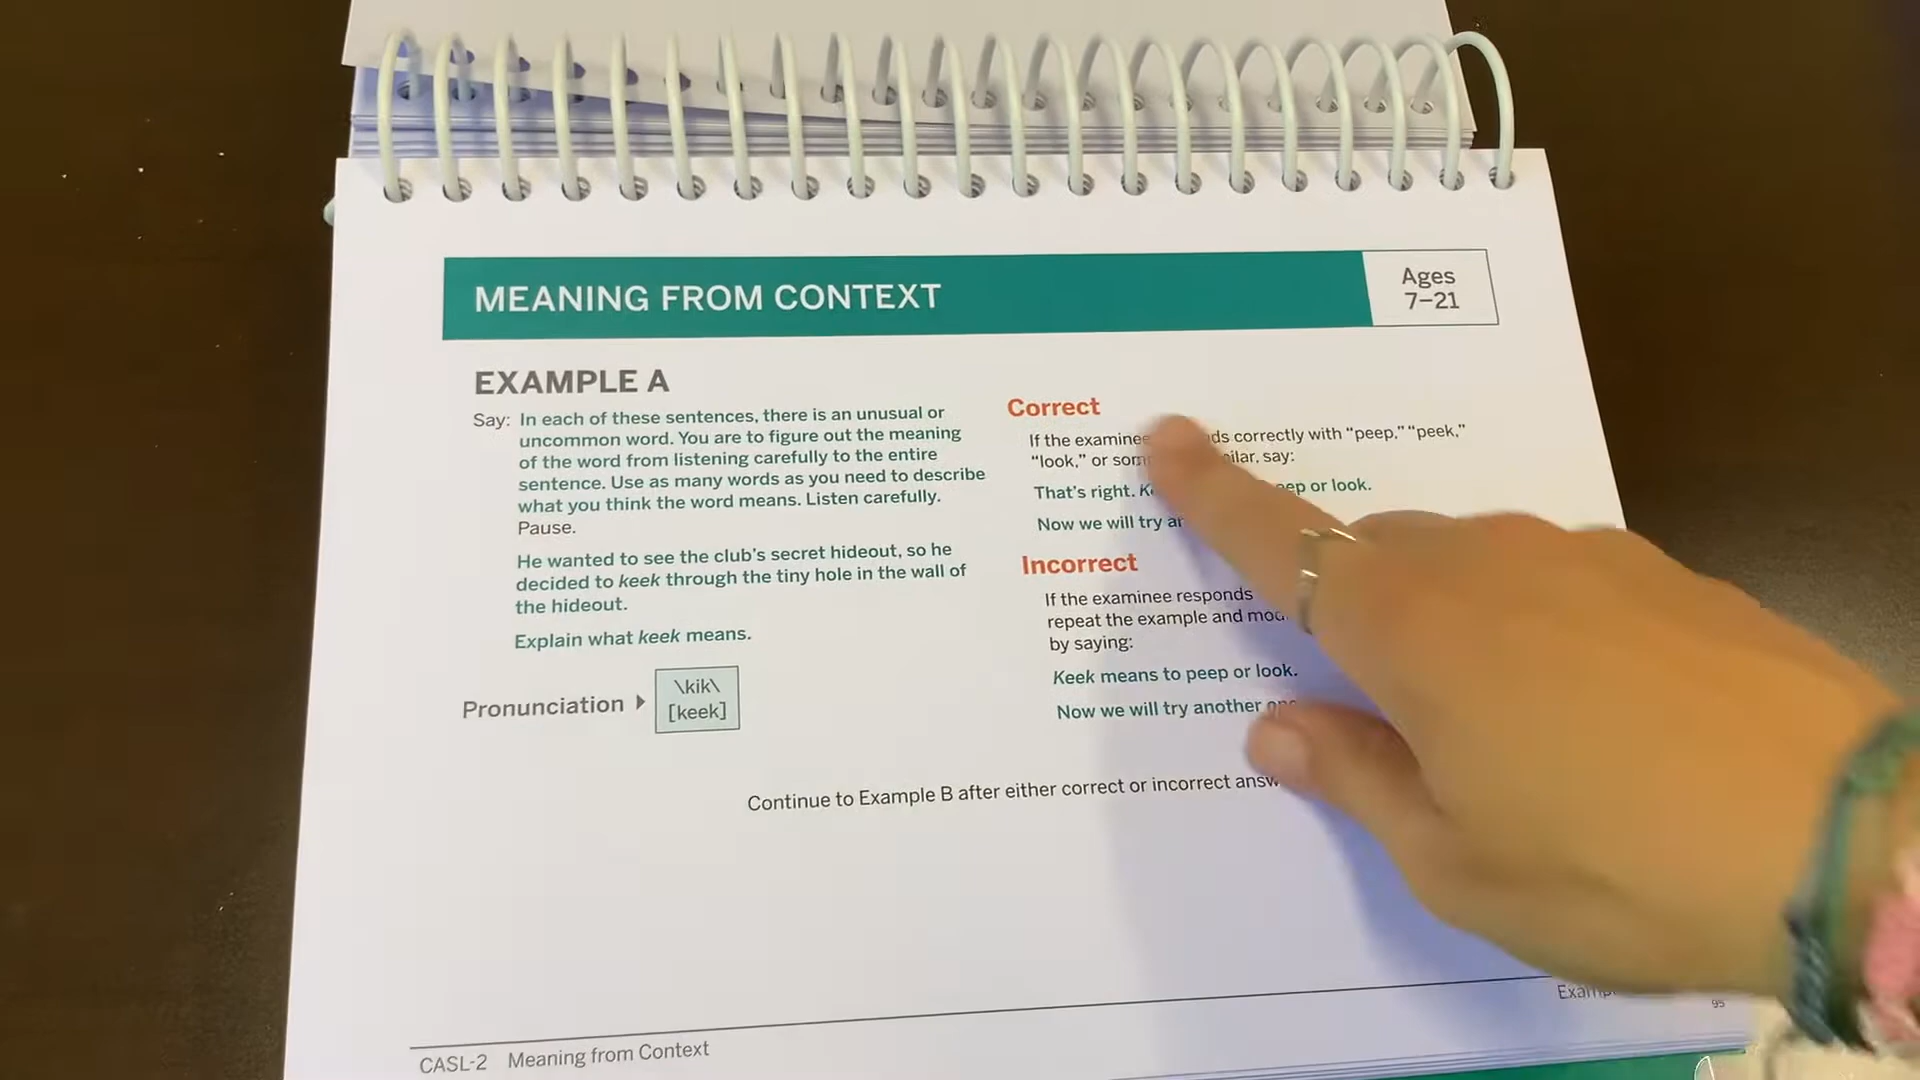 MEANING FROM CONTEXT
Ages
7–21
EXAMPLE A
Say: In each of these sentences, there is an unusual or
uncommon word. You are to figure out the meaning
of the word from listening carefully to the entire
sentence. Use as many words as you need to describe
what you think the word means. Listen carefully.
Pause.
He wanted to see the club's secret hideout, so he
decided to keek through the tiny hole in the wall of
the hideout.
Explain what keek means.
Pronunciation
\kik\
[keek]
Correct
If the examinee correctly with "peep," "peek,"
"look," or say:
That's right. or look.
Now we will try
Incorrect
If the examinee responds
repeat the example and
by saying:
Keek means to peep or look.
Now we will try another
Continue to Example B after either correct or incorrect
CASL-2 Meaning from Context
95